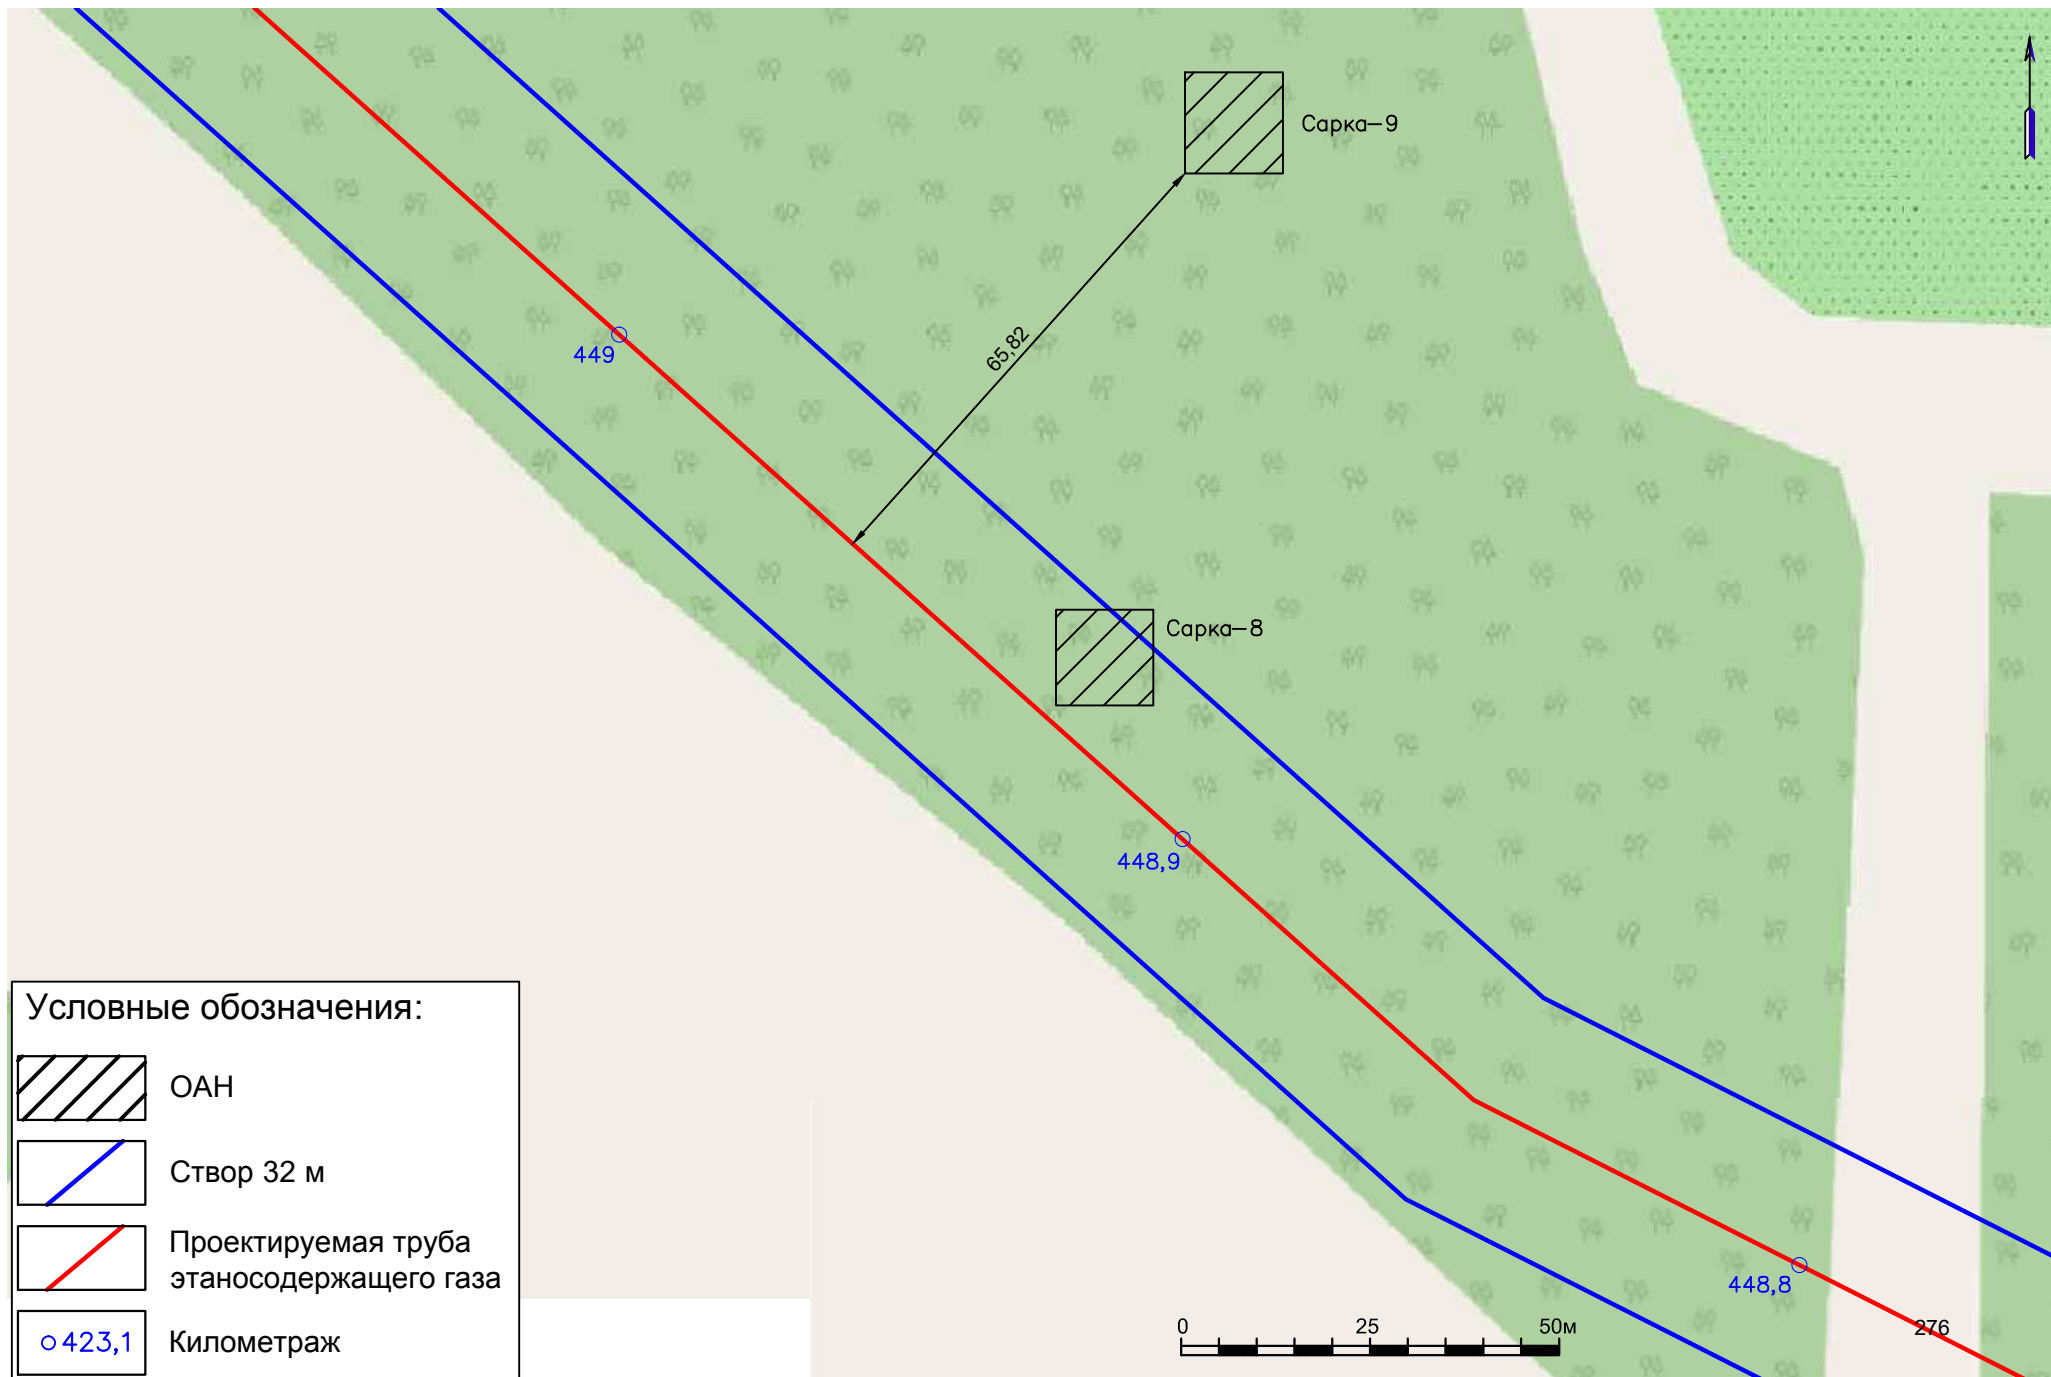 Сарка-9
65,82
449
Сарка-8
448,9
448,8
276
0 25 50м
Условные обозначения:
ОАН
Створ 32 м
Проектируемая труба
этаносодержащего газа
423,1 Километраж